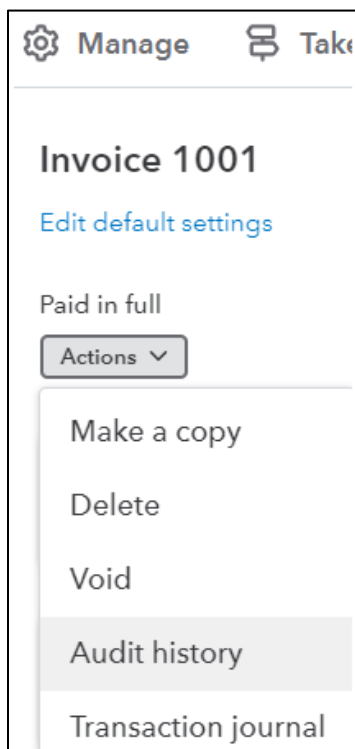 Manage
Invoice 1001
Edit default settings
Paid in full
Actions
Make a copy
Delete
Void
Audit history
Transaction journal